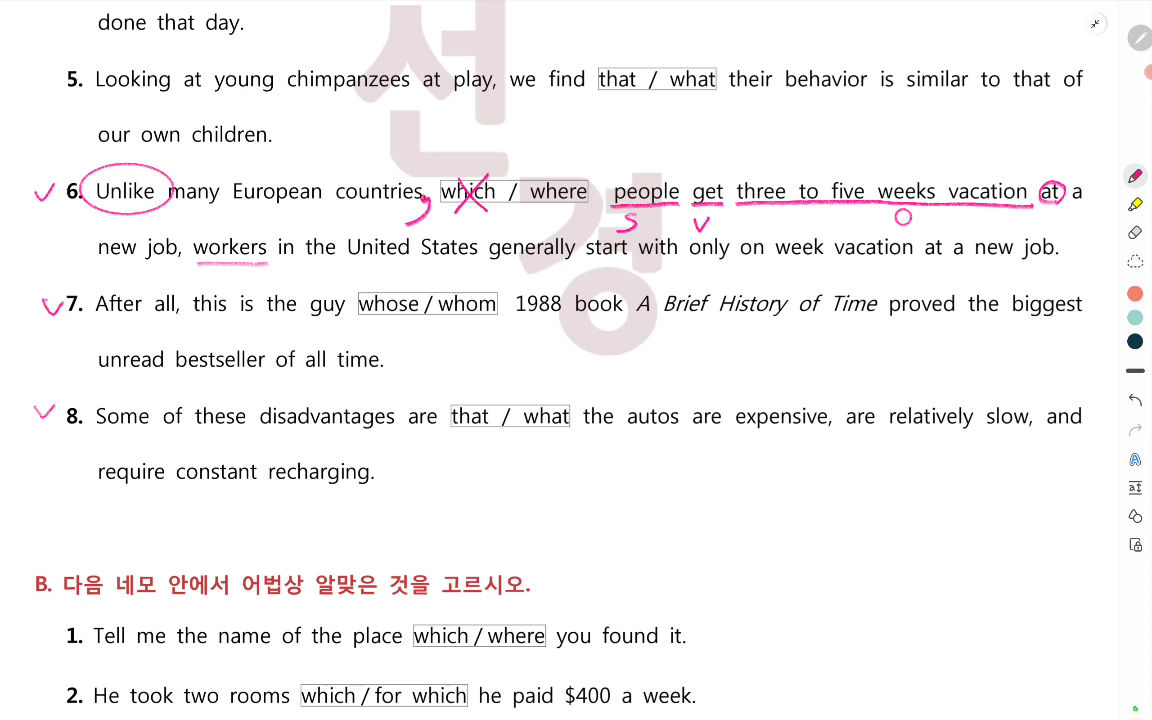 done that day.
5. Looking at young chimpanzees at play, we find that / what their behavior is similar to that of
our own children.
6. Unlike many European countries, which / where people get three to five weeks vacation at a
S V O
new job, workers in the United States generally start with only on week vacation at a new job.
7. After all, this is the guy whose / whom 1988 book A Brief History of Time proved the biggest
unread bestseller of all time.
8. Some of these disadvantages are that / what the autos are expensive, are relatively slow, and
require constant recharging.
선경
B. 다음 네모 안에서 어법상 알맞은 것을 고르시오.
1. Tell me the name of the place which / where you found it.
2. He took two rooms which / for which he paid $400 a week.